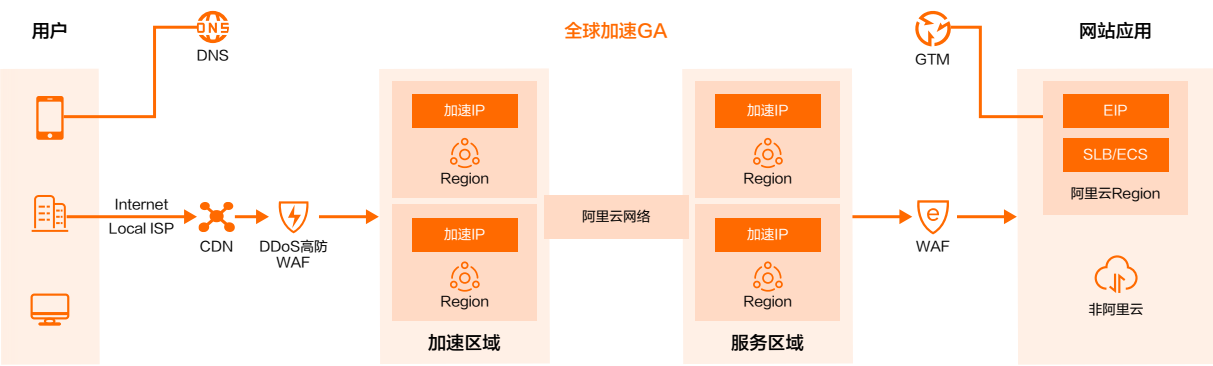 用户
DNS
DNS
全球加速GA
GTM
网站应用
Internet
Local ISP
CDN
DDoS高防
WAF
加速IP
Region
加速IP
Region
加速区域
阿里云网络
加速IP
Region
加速IP
Region
服务区域
e
WAF
EIP
SLB/ECS
阿里云Region
非阿里云